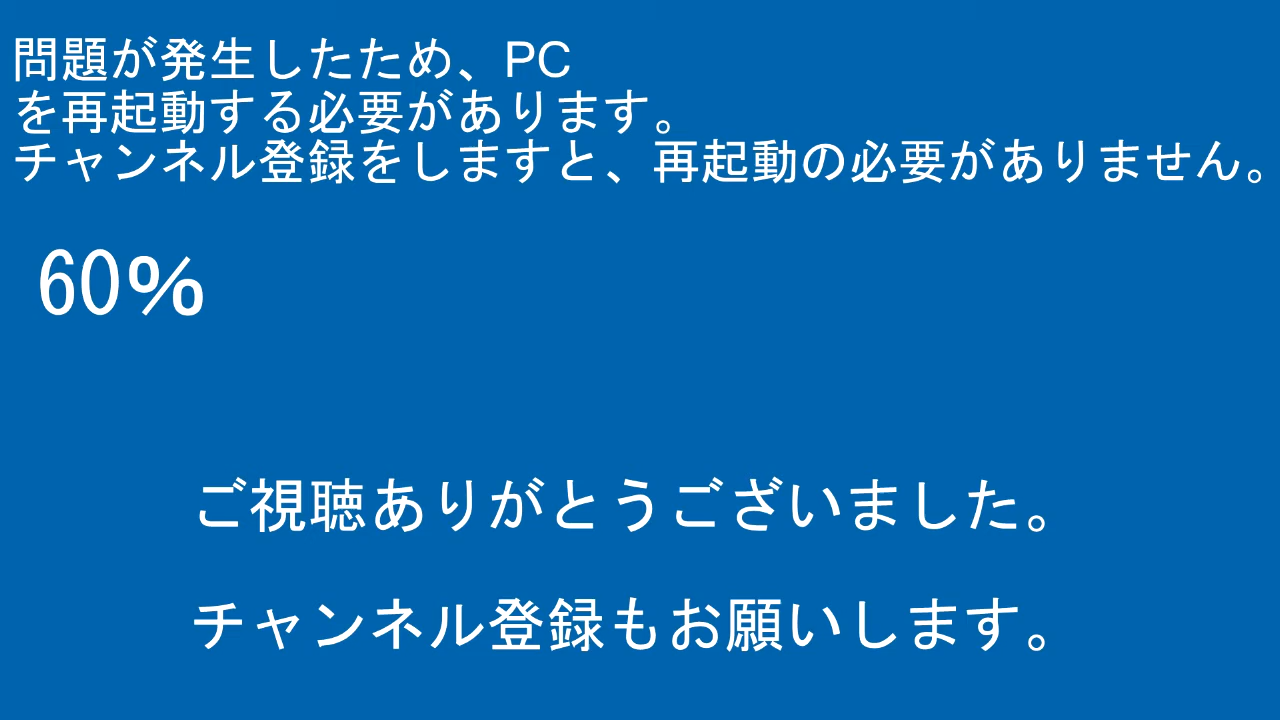 問題が発生したため、PC
を再起動する必要があります。
チャンネル登録をしますと、再起動の必要がありません。
60%
ご視聴ありがとうございました。
チャンネル登録もお願いします。